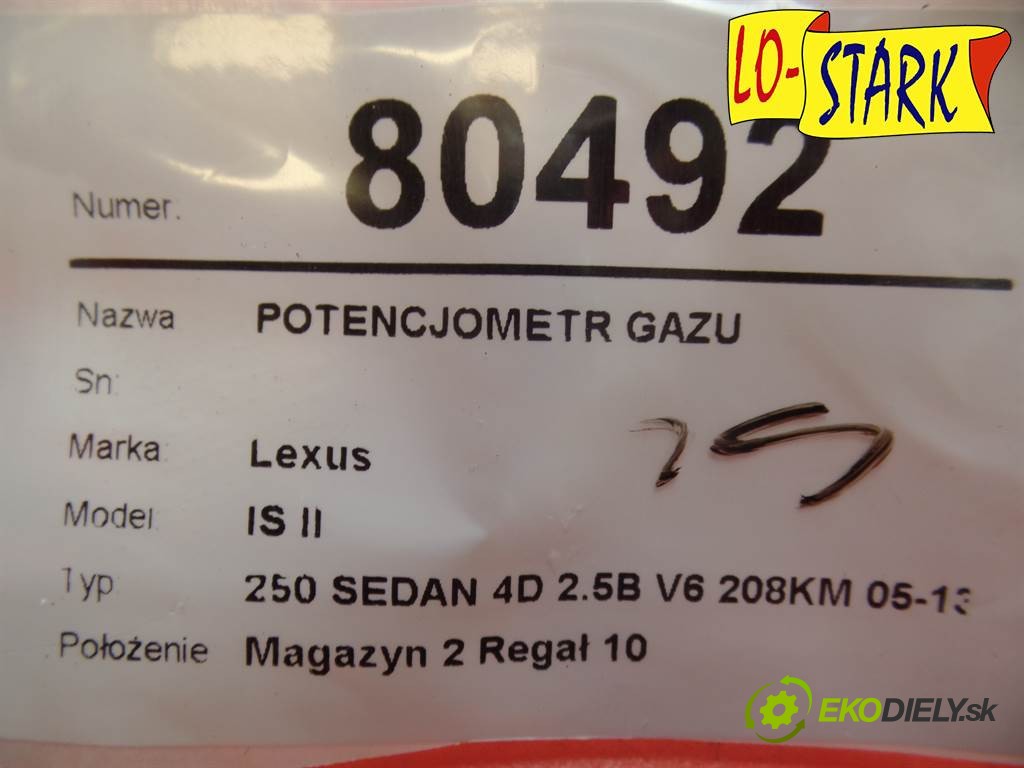 LO-STARK
Numer. 80492
Nazwa POTENCJOMETR GAZU
Sn:
Marka: Lexus
Model: IS II
Typ 250 SEDAN 4D 2.5B V6 208KM 05-13
Położenie Magazyn 2 Regał 10
EKODIELY.sk